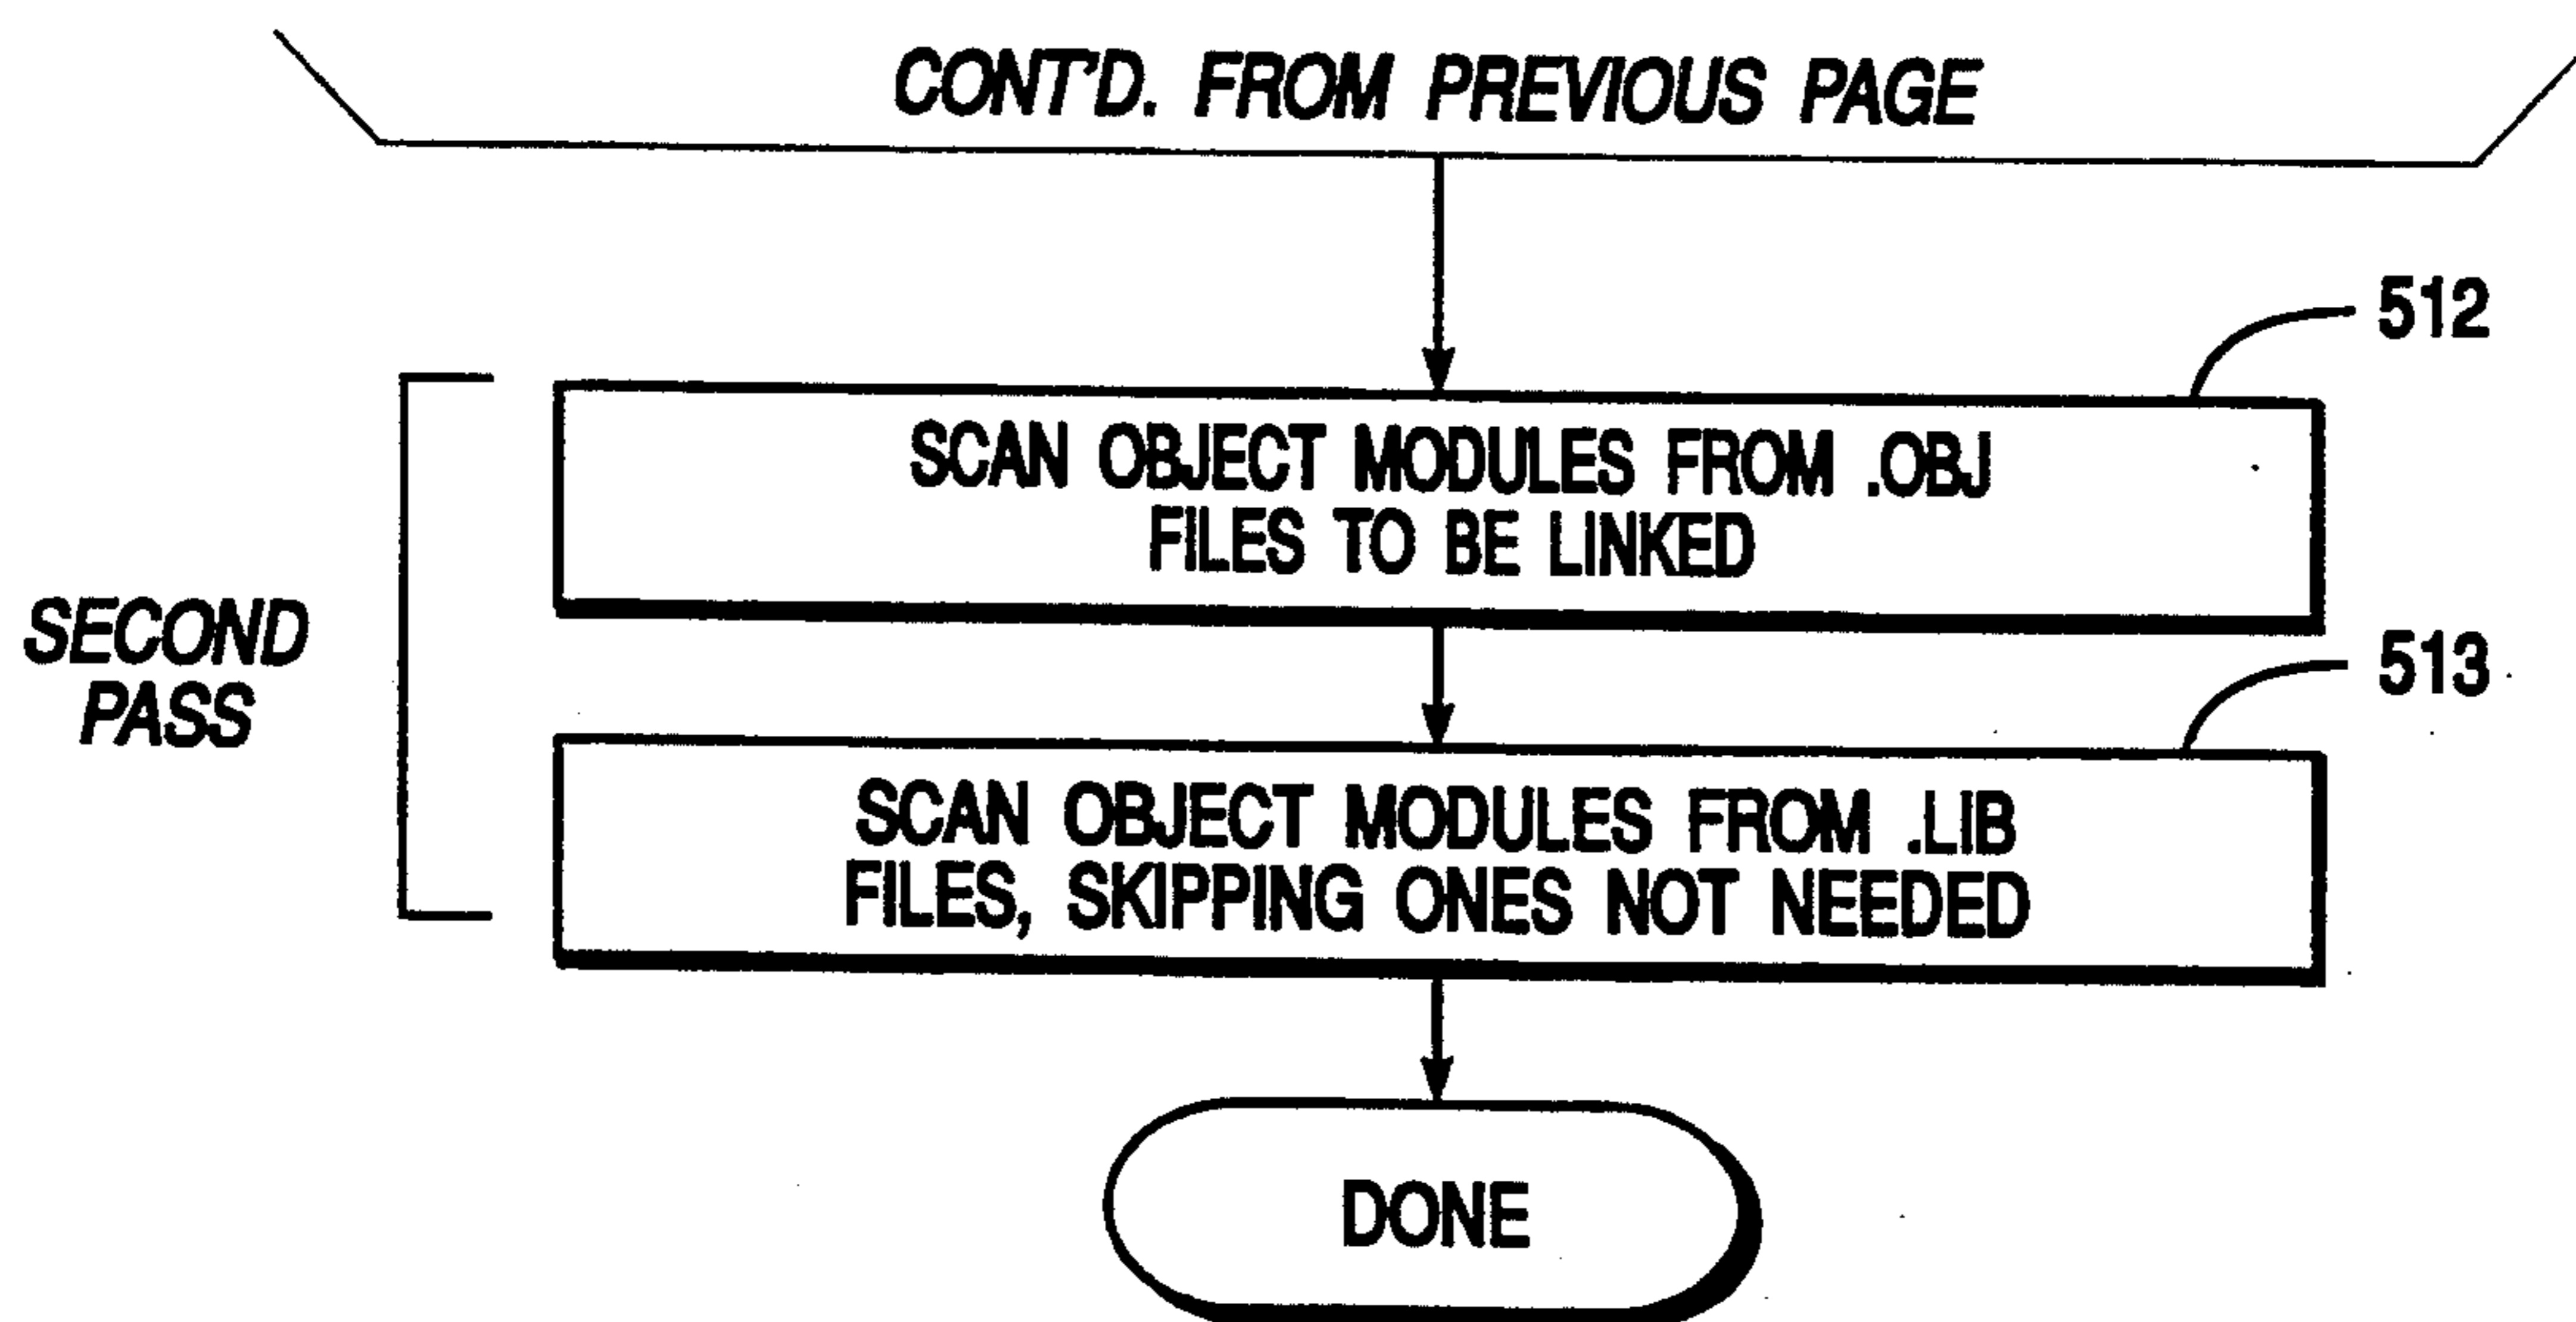 CONT'D. FROM PREVIOUS PAGE
512
SCAN OBJECT MODULES FROM .OBJ
FILES TO BE LINKED
SECOND
PASS
513
SCAN OBJECT MODULES FROM .LIB
FILES, SKIPPING ONES NOT NEEDED
DONE